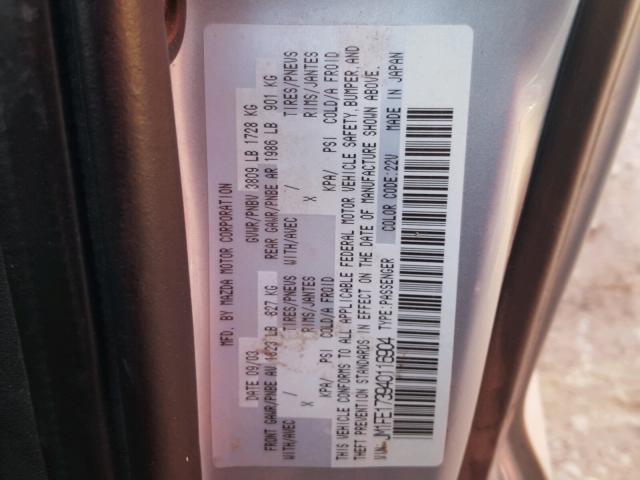 MFD. BY MAZDA MOTOR CORPORATION
DATE 09/03 GVWR/PNBV 3809 LB 1728 KG
FRONT GAWR/PNBE AV 1823 LB 827 KG REAR GAWR/PNBE AR 1986 LB 901 KG
WITH/AVEC / TIRES/PNEUS WITH/AVEC / TIRES/PNEUS
X RIMS/JANTES X RIMS/JANTES
KPA/ PSI COLD/A FROID KPA/ PSI COLD/A FROID
THIS VEHICLE CONFORMS TO ALL APPLICABLE FEDERAL MOTOR VEHICLE SAFETY, BUMPER, AND
THEFT PREVENTION STANDARDS IN EFFECT ON THE DATE OF MANUFACTURE SHOWN ABOVE.
JM1FE173940116904 TYPE:PASSENGER COLOR CODE:22V MADE IN JAPAN